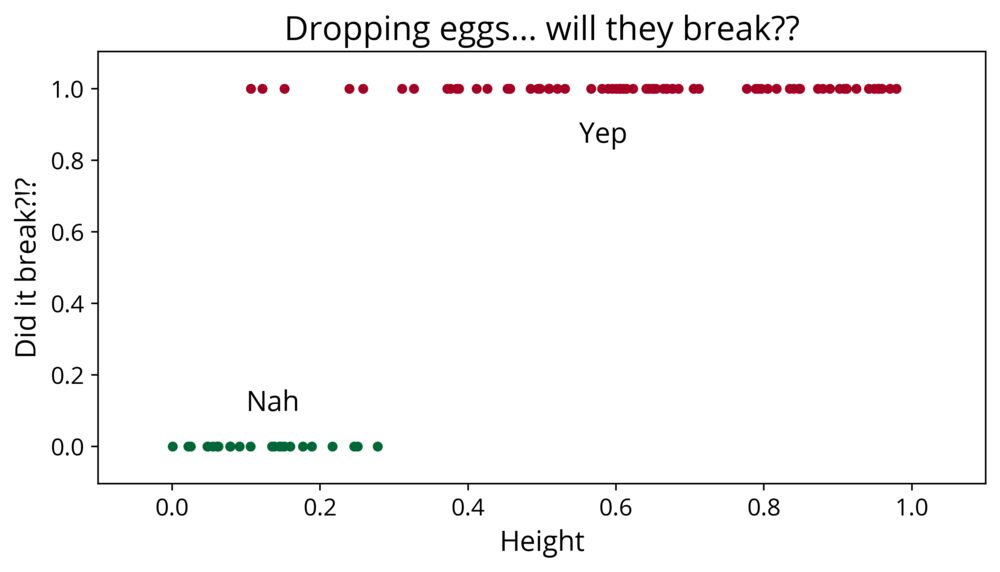 Dropping eggs... will they break??
Did it break?!?
1.0
0.8
0.6
0.4
0.2
0.0
Yep
Nah
0.0 0.2 0.4 0.6 0.8 1.0
Height